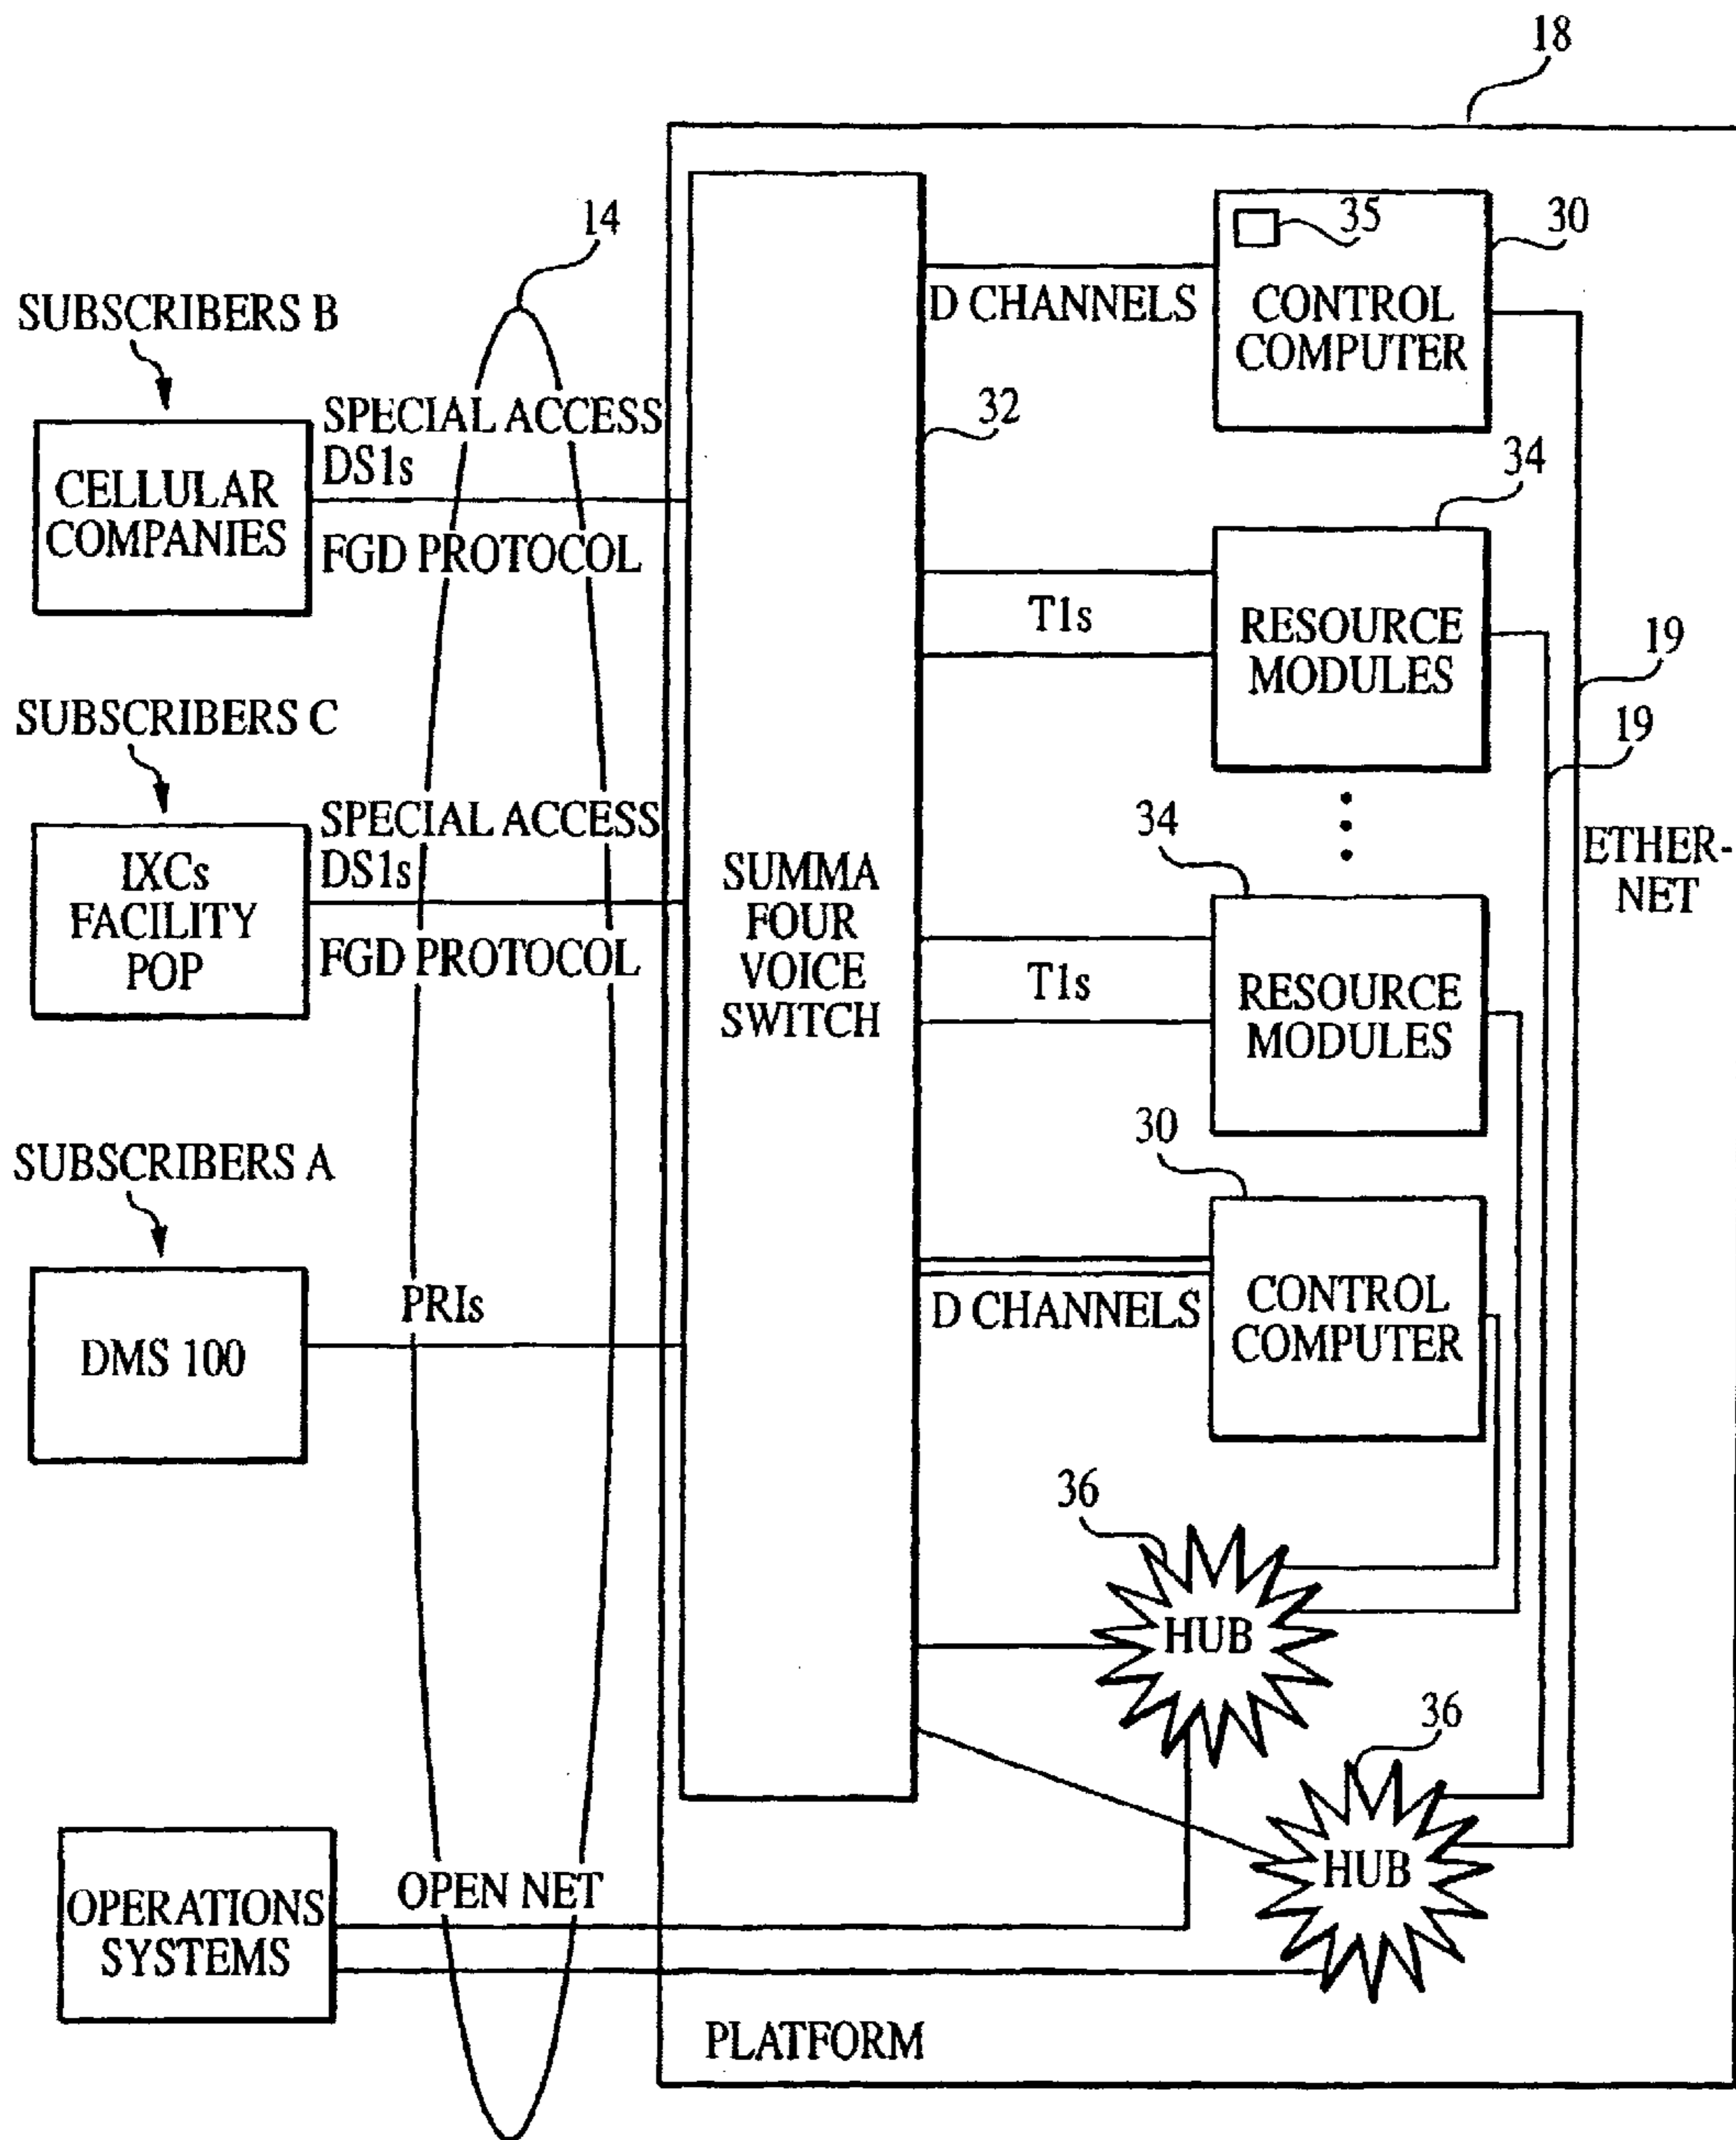 18
14
35
30
SUBSCRIBERS B
D CHANNELS
CONTROL
COMPUTER
SPECIAL ACCESS
DS1s
32
CELLULAR
COMPANIES
34
FGD PROTOCOL
T1s
RESOURCE
MODULES
19
SUBSCRIBERS C
19
SPECIAL ACCESS
DS1s
34
ETHER-
NET
IXCs
FACILITY
POP
SUMMA
FOUR
VOICE
SWITCH
FGD PROTOCOL
T1s
RESOURCE
MODULES
30
SUBSCRIBERS A
PRIs
D CHANNELS
CONTROL
COMPUTER
DMS 100
36
HUB
36
HUB
OPEN NET
OPERATIONS
SYSTEMS
PLATFORM